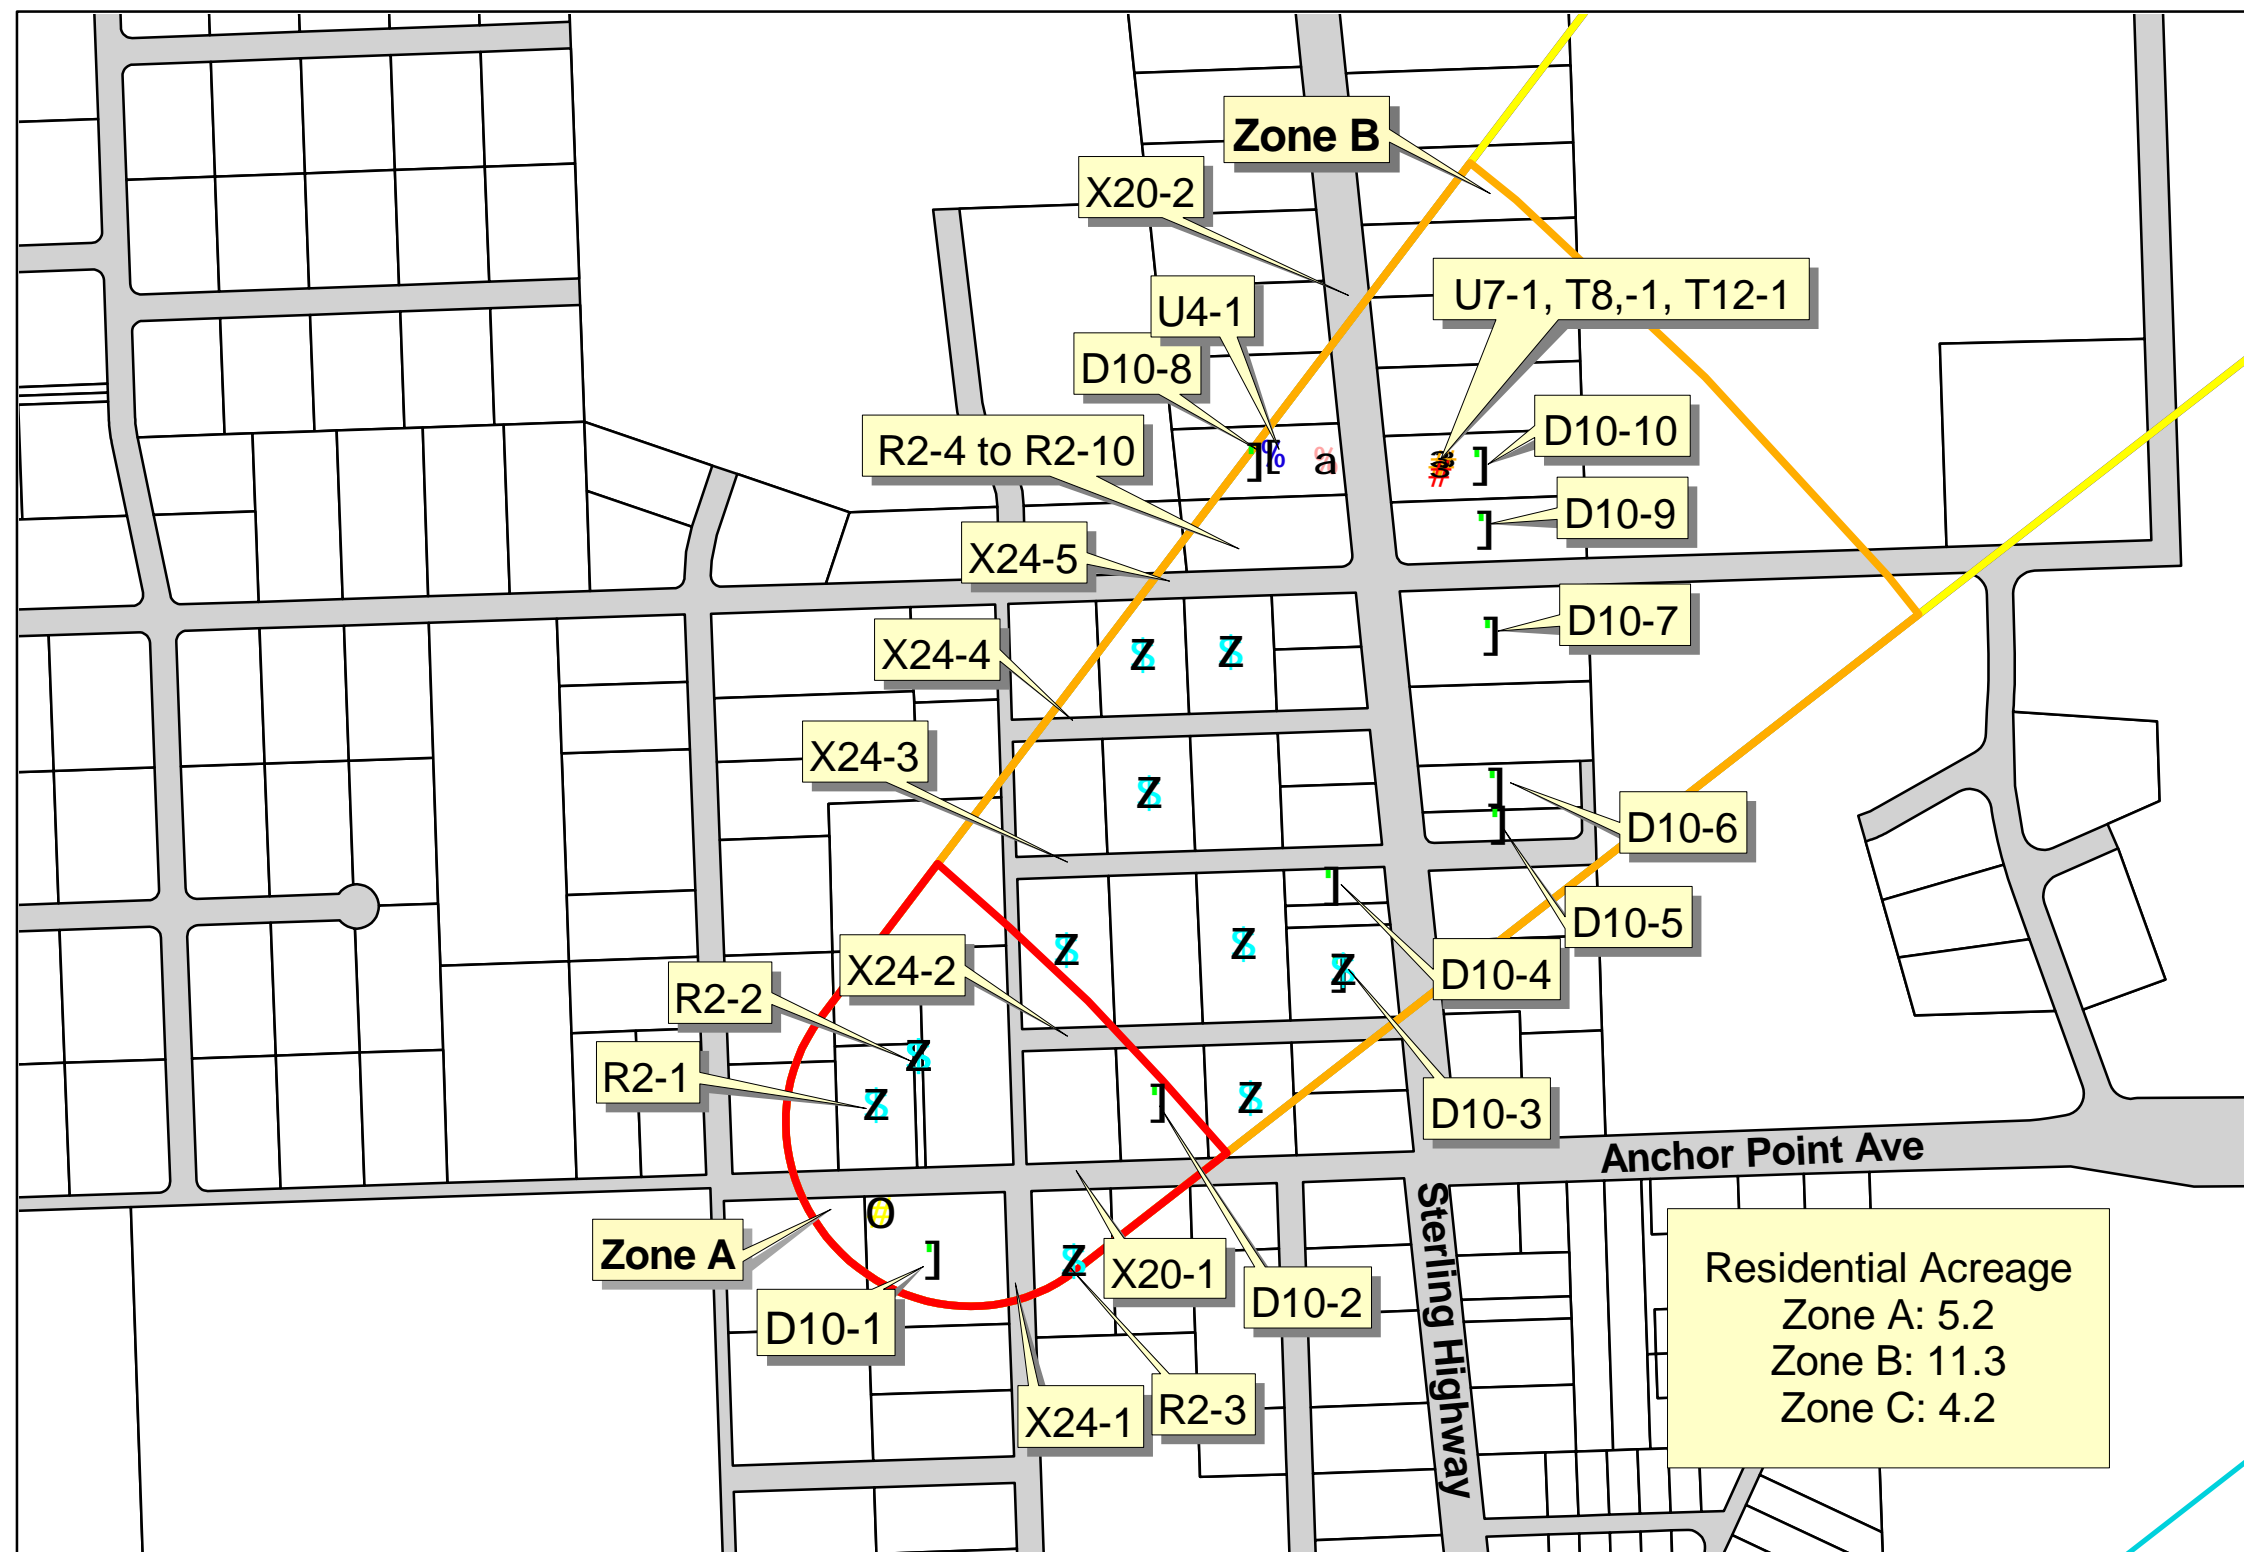 Zone B
X20-2
U7-1, T8,-1, T12-1
U4-1
D10-8
R2-4 to R2-10
D10-10
] [ % % a ]
D10-9
]
X24-5
D10-7
]
X24-4
Z Z
X24-3
Z
D10-6
]
]
D10-5
]
X24-2
Z Z Z
D10-4
R2-2
Z
R2-1
Z
]
Z
D10-3
Anchor Point Ave
Sterling Highway
Zone A
0
]
Z
X20-1
D10-2
D10-1
X24-1
R2-3
Residential Acreage
Zone A: 5.2
Zone B: 11.3
Zone C: 4.2